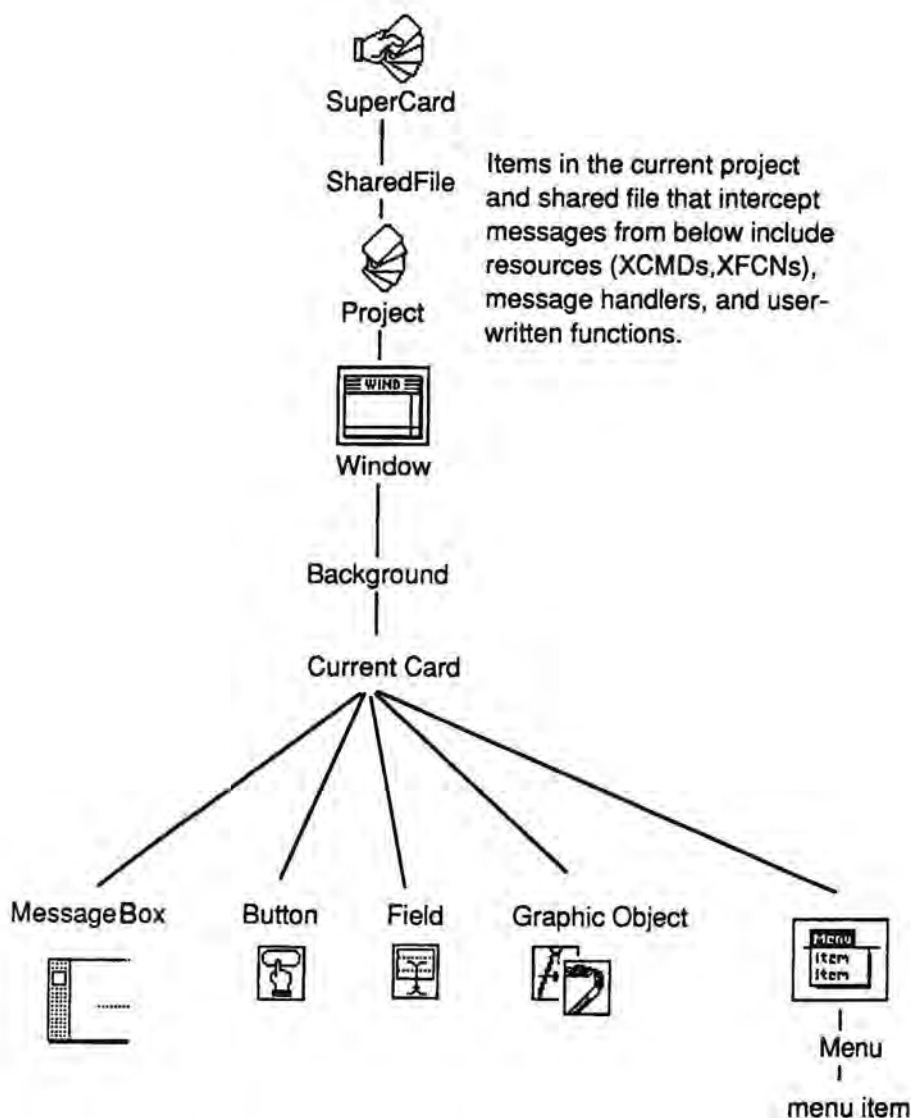 SuperCard
SharedFile
Items in the current project
and shared file that intercept
messages from below include
resources (XCMDs,XFCNs),
message handlers, and user-
written functions.
Project
WIND
Window
Background
Current Card
MessageBox
Button
Field
Graphic Object
Menu
Item
Item
Menu
menu item